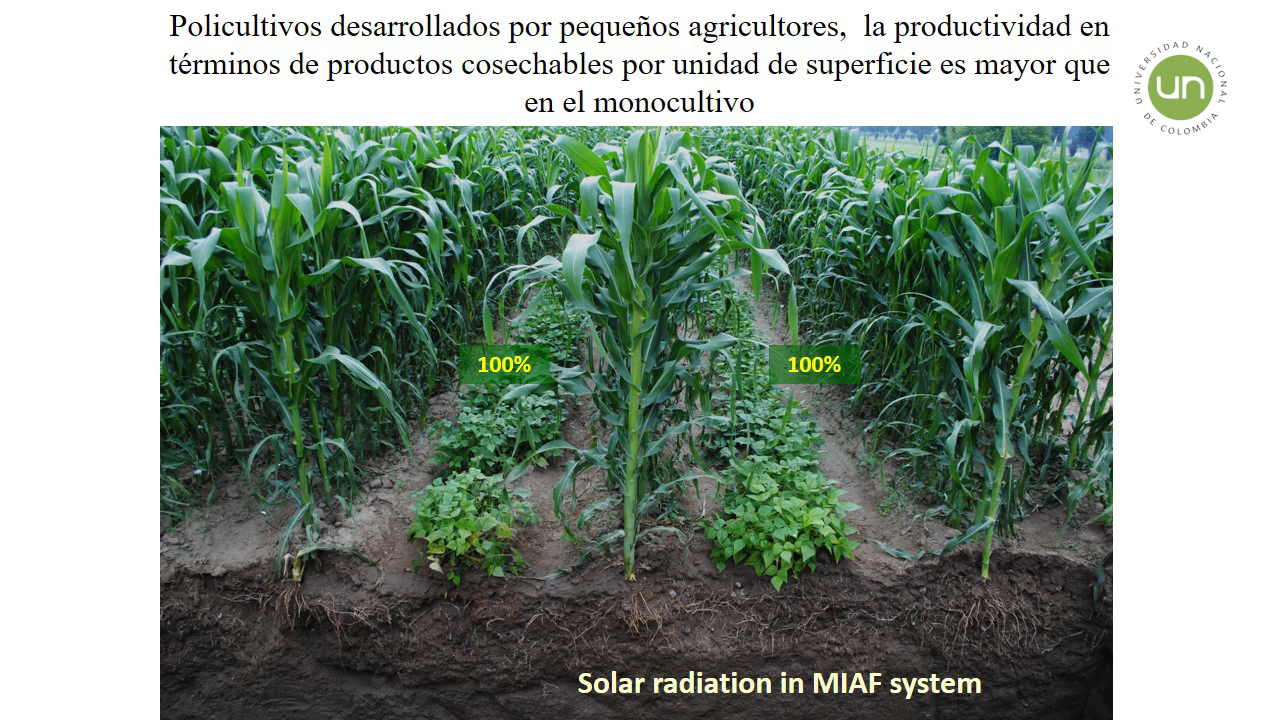 Policultivos desarrollados por pequeños agricultores, la productividad en
términos de productos cosechables por unidad de superficie es mayor que
en el monocultivo
UNIVERSIDAD NACIONAL
un
DE COLOMBIA
100%
100%
Solar radiation in MIAF system